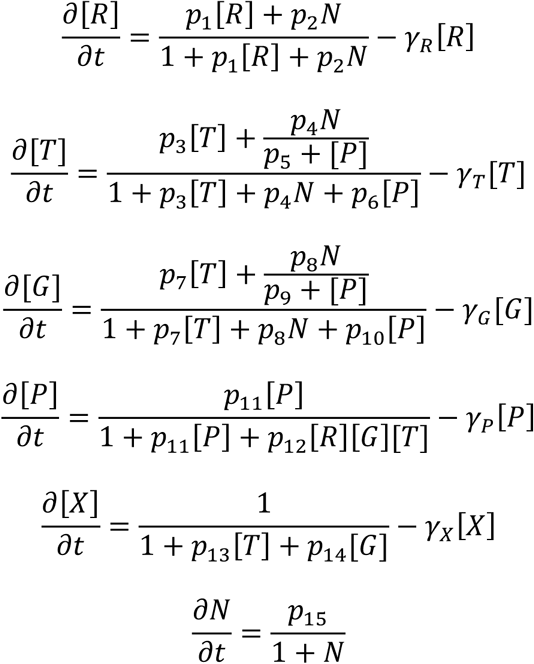 ∂[R]/∂t = (p₁[R] + p₂N)/(1 + p₁[R] + p₂N) − γ_R[R]
∂[T]/∂t = (p₃[T] + p₄N/(p₅ + [P]))/(1 + p₃[T] + p₄N + p₆[P]) − γ_T[T]
∂[G]/∂t = (p₇[T] + p₈N/(p₉ + [P]))/(1 + p₇[T] + p₈N + p₁₀[P]) − γ_G[G]
∂[P]/∂t = p₁₁[P]/(1 + p₁₁[P] + p₁₂[R][G][T]) − γ_P[P]
∂[X]/∂t = 1/(1 + p₁₃[T] + p₁₄[G]) − γ_X[X]
∂N/∂t = p₁₅/(1 + N)